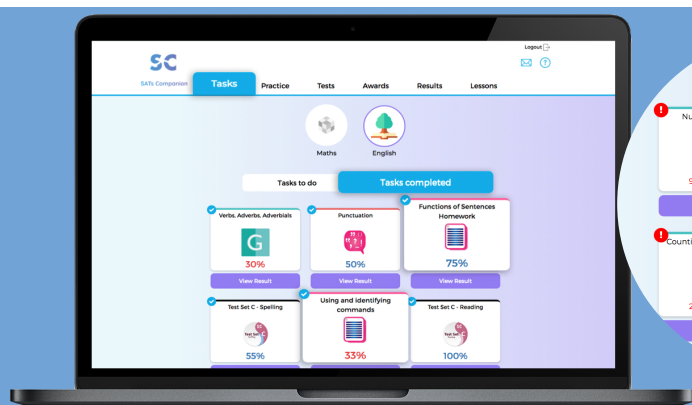 Logout
SC
SATs Companion
Tasks
Practice
Tests
Awards
Results
Lessons
Maths
English
Tasks to do
Tasks completed
Verbs, Adverbs, Adverbials
G
30%
View Result
Punctuation
50%
View Result
Functions of Sentences
Homework
75%
View Result
Test Set C - Spelling
55%
Using and Identifying
commands
33%
Test Set C - Reading
100%